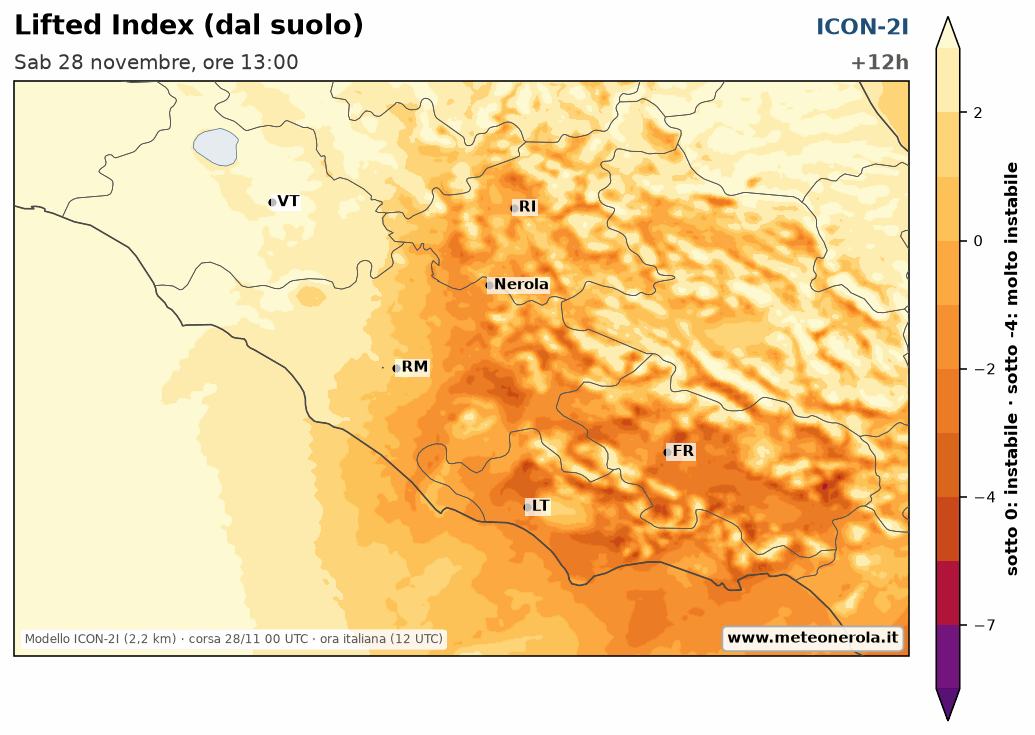 Lifted Index (dal suolo)
ICON-2I
Sab 28 novembre, ore 13:00
+12h
VT
RI
Nerola
RM
FR
LT
Modello ICON-2I (2,2 km) · corsa 28/11 00 UTC · ora italiana (12 UTC)
www.meteonerola.it
2
0
−2
−4
−7
sotto 0: instabile · sotto -4: molto instabile